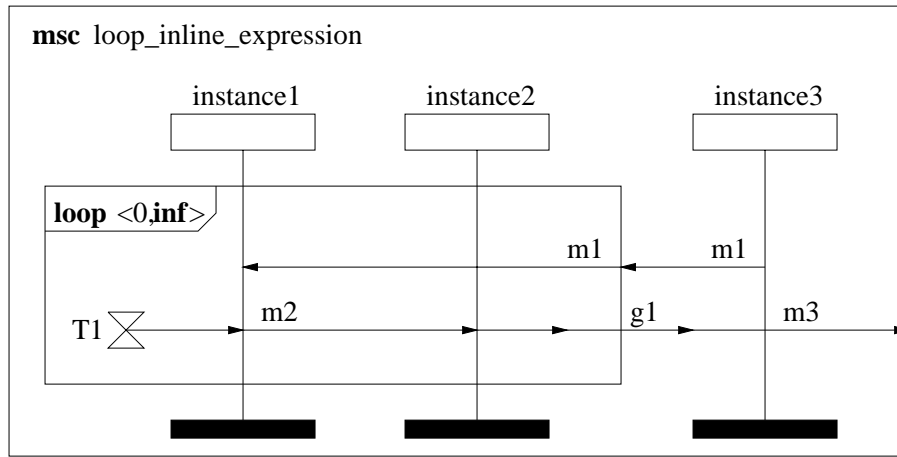 msc loop_inline_expression
instance1 instance2 instance3
loop <0,inf>
m1 m1
T1 m2 g1 m3